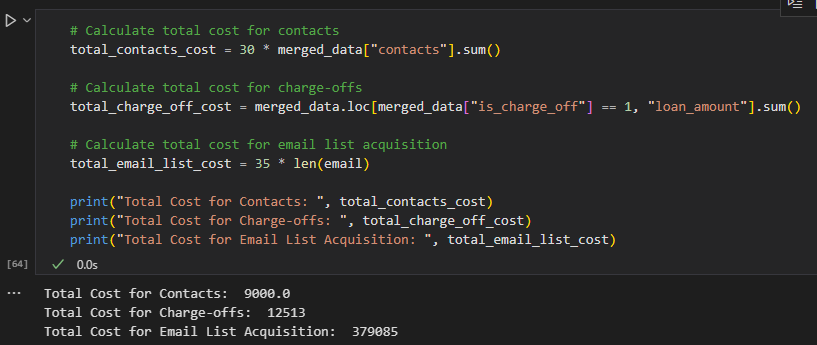 # Calculate total cost for contacts
total_contacts_cost = 30 * merged_data["contacts"].sum()
# Calculate total cost for charge-offs
total_charge_off_cost = merged_data.loc[merged_data["is_charge_off"] == 1, "loan_amount"].sum()
# Calculate total cost for email list acquisition
total_email_list_cost = 35 * len(email)
print("Total Cost for Contacts: ", total_contacts_cost)
print("Total Cost for Charge-offs: ", total_charge_off_cost)
print("Total Cost for Email List Acquisition: ", total_email_list_cost)
[64] 0.0s
Total Cost for Contacts:  9000.0
Total Cost for Charge-offs:  12513
Total Cost for Email List Acquisition:  379085